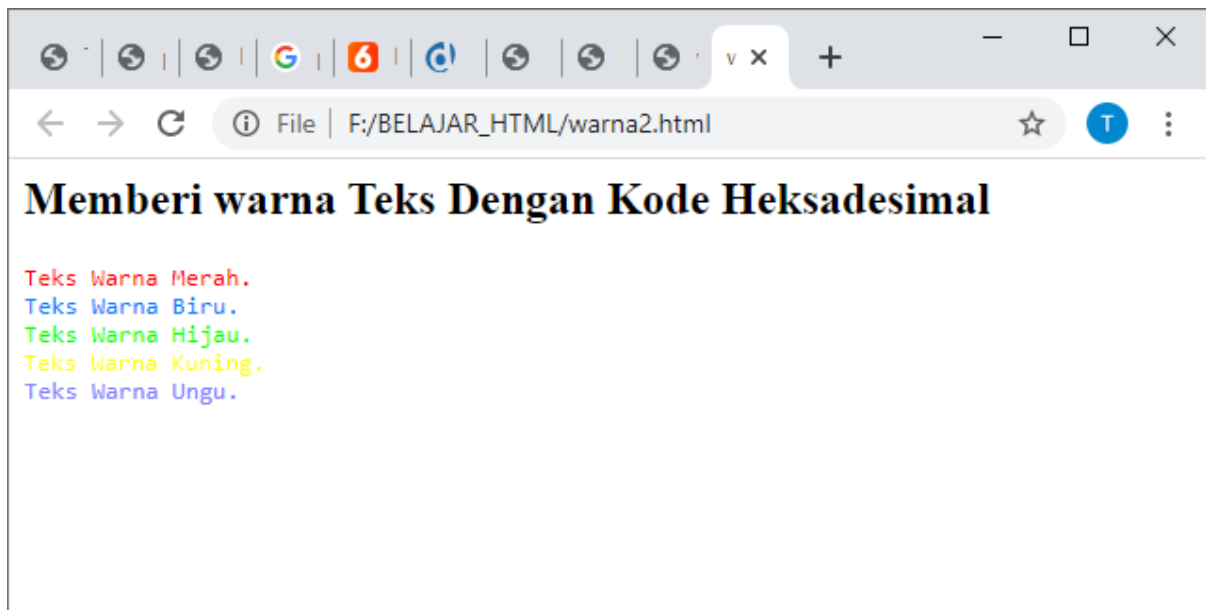 File F:/BELAJAR_HTML/warna2.html
T
Memberi warna Teks Dengan Kode Heksadesimal
Teks Warna Merah.
Teks Warna Biru.
Teks Warna Hijau.
Teks Warna Kuning.
Teks Warna Ungu.